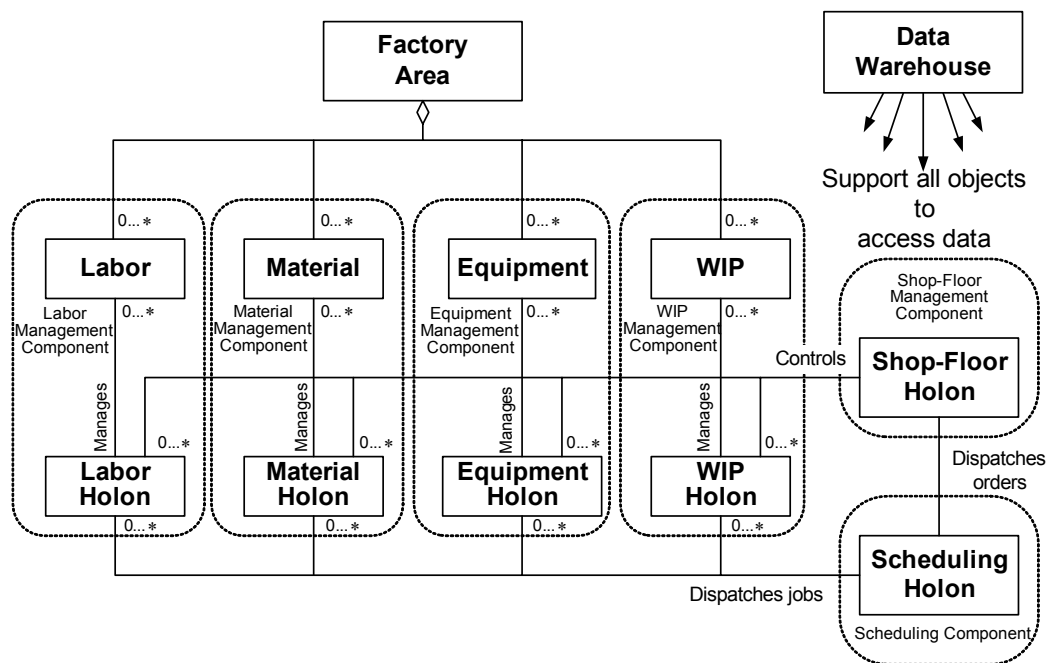 Factory
Area
Data
Warehouse
Support all objects
to
access data
0...*
0...*
0...*
0...*
Labor
Material
Equipment
WIP
0...*
0...*
0...*
0...*
Labor
Management
Component
Material
Management
Component
Equipment
Management
Component
WIP
Management
Component
Shop-Floor
Management
Component
Controls
Shop-Floor
Holon
Manages
Manages
Manages
Manages
0...*
0...*
0...*
0...*
Labor
Holon
Material
Holon
Equipment
Holon
WIP
Holon
Dispatches
orders
0...*
0...*
0...*
0...*
Scheduling
Holon
Dispatches jobs
Scheduling Component